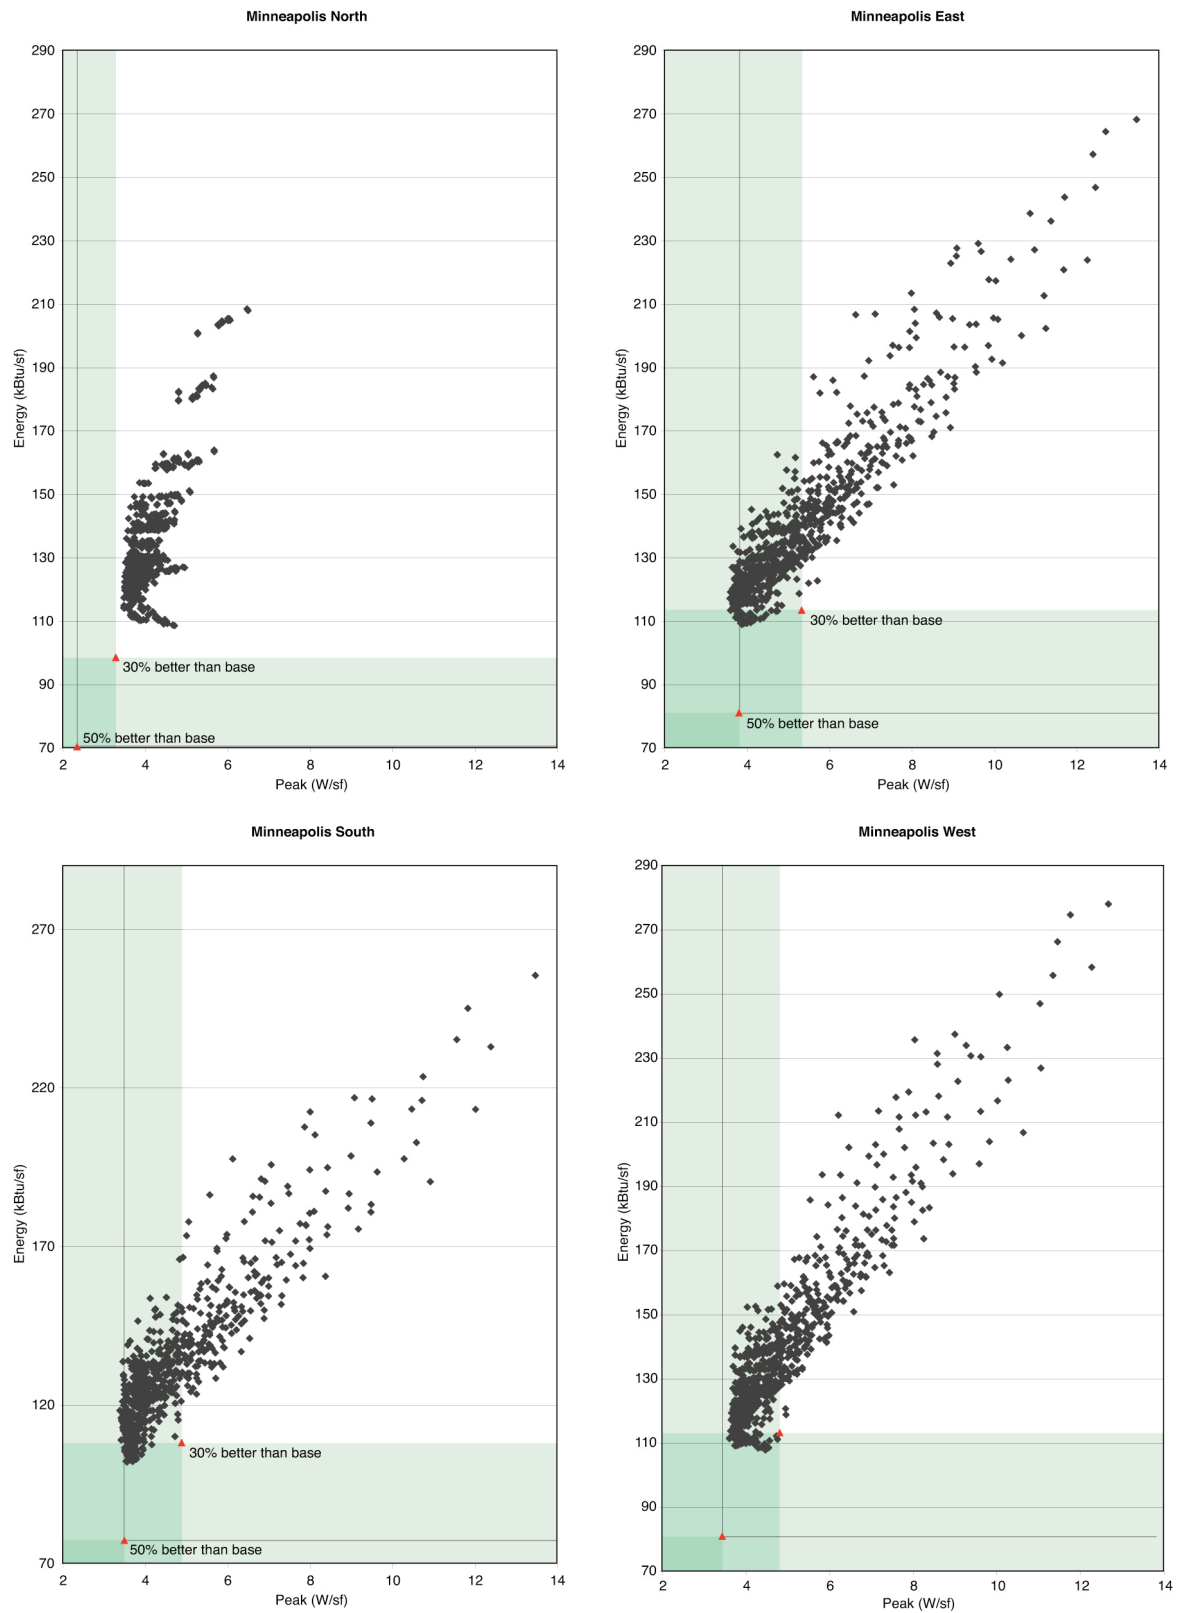 Minneapolis North
290
270
250
230
210
190
170
150
130
110
90
70
Energy (kBtu/sf)
30% better than base
50% better than base
2 4 6 8 10 12 14
Peak (W/sf)
Minneapolis East
290
270
250
230
210
190
170
150
130
110
90
70
Energy (kBtu/sf)
30% better than base
50% better than base
2 4 6 8 10 12 14
Peak (W/sf)
Minneapolis South
270
220
170
120
70
Energy (kBtu/sf)
30% better than base
50% better than base
2 4 6 8 10 12 14
Peak (W/sf)
Minneapolis West
290
270
250
230
210
190
170
150
130
110
90
70
Energy (kBtu/sf)
2 4 6 8 10 12 14
Peak (W/sf)